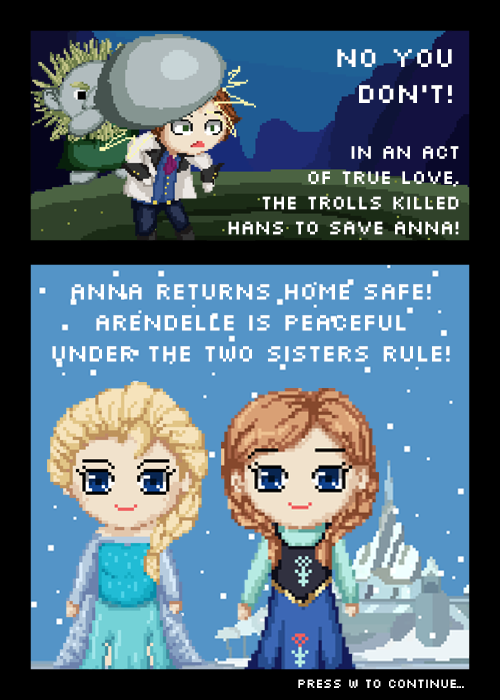 NO YOU
DON'T!
IN AN ACT
OF TRUE LOVE,
THE TROLLS KILLED
HANS TO SAVE ANNA!
ANNA RETURNS HOME SAFE!
ARENDELLE IS PEACEFUL
UNDER THE TWO SISTERS RULE!
PRESS W TO CONTINUE...